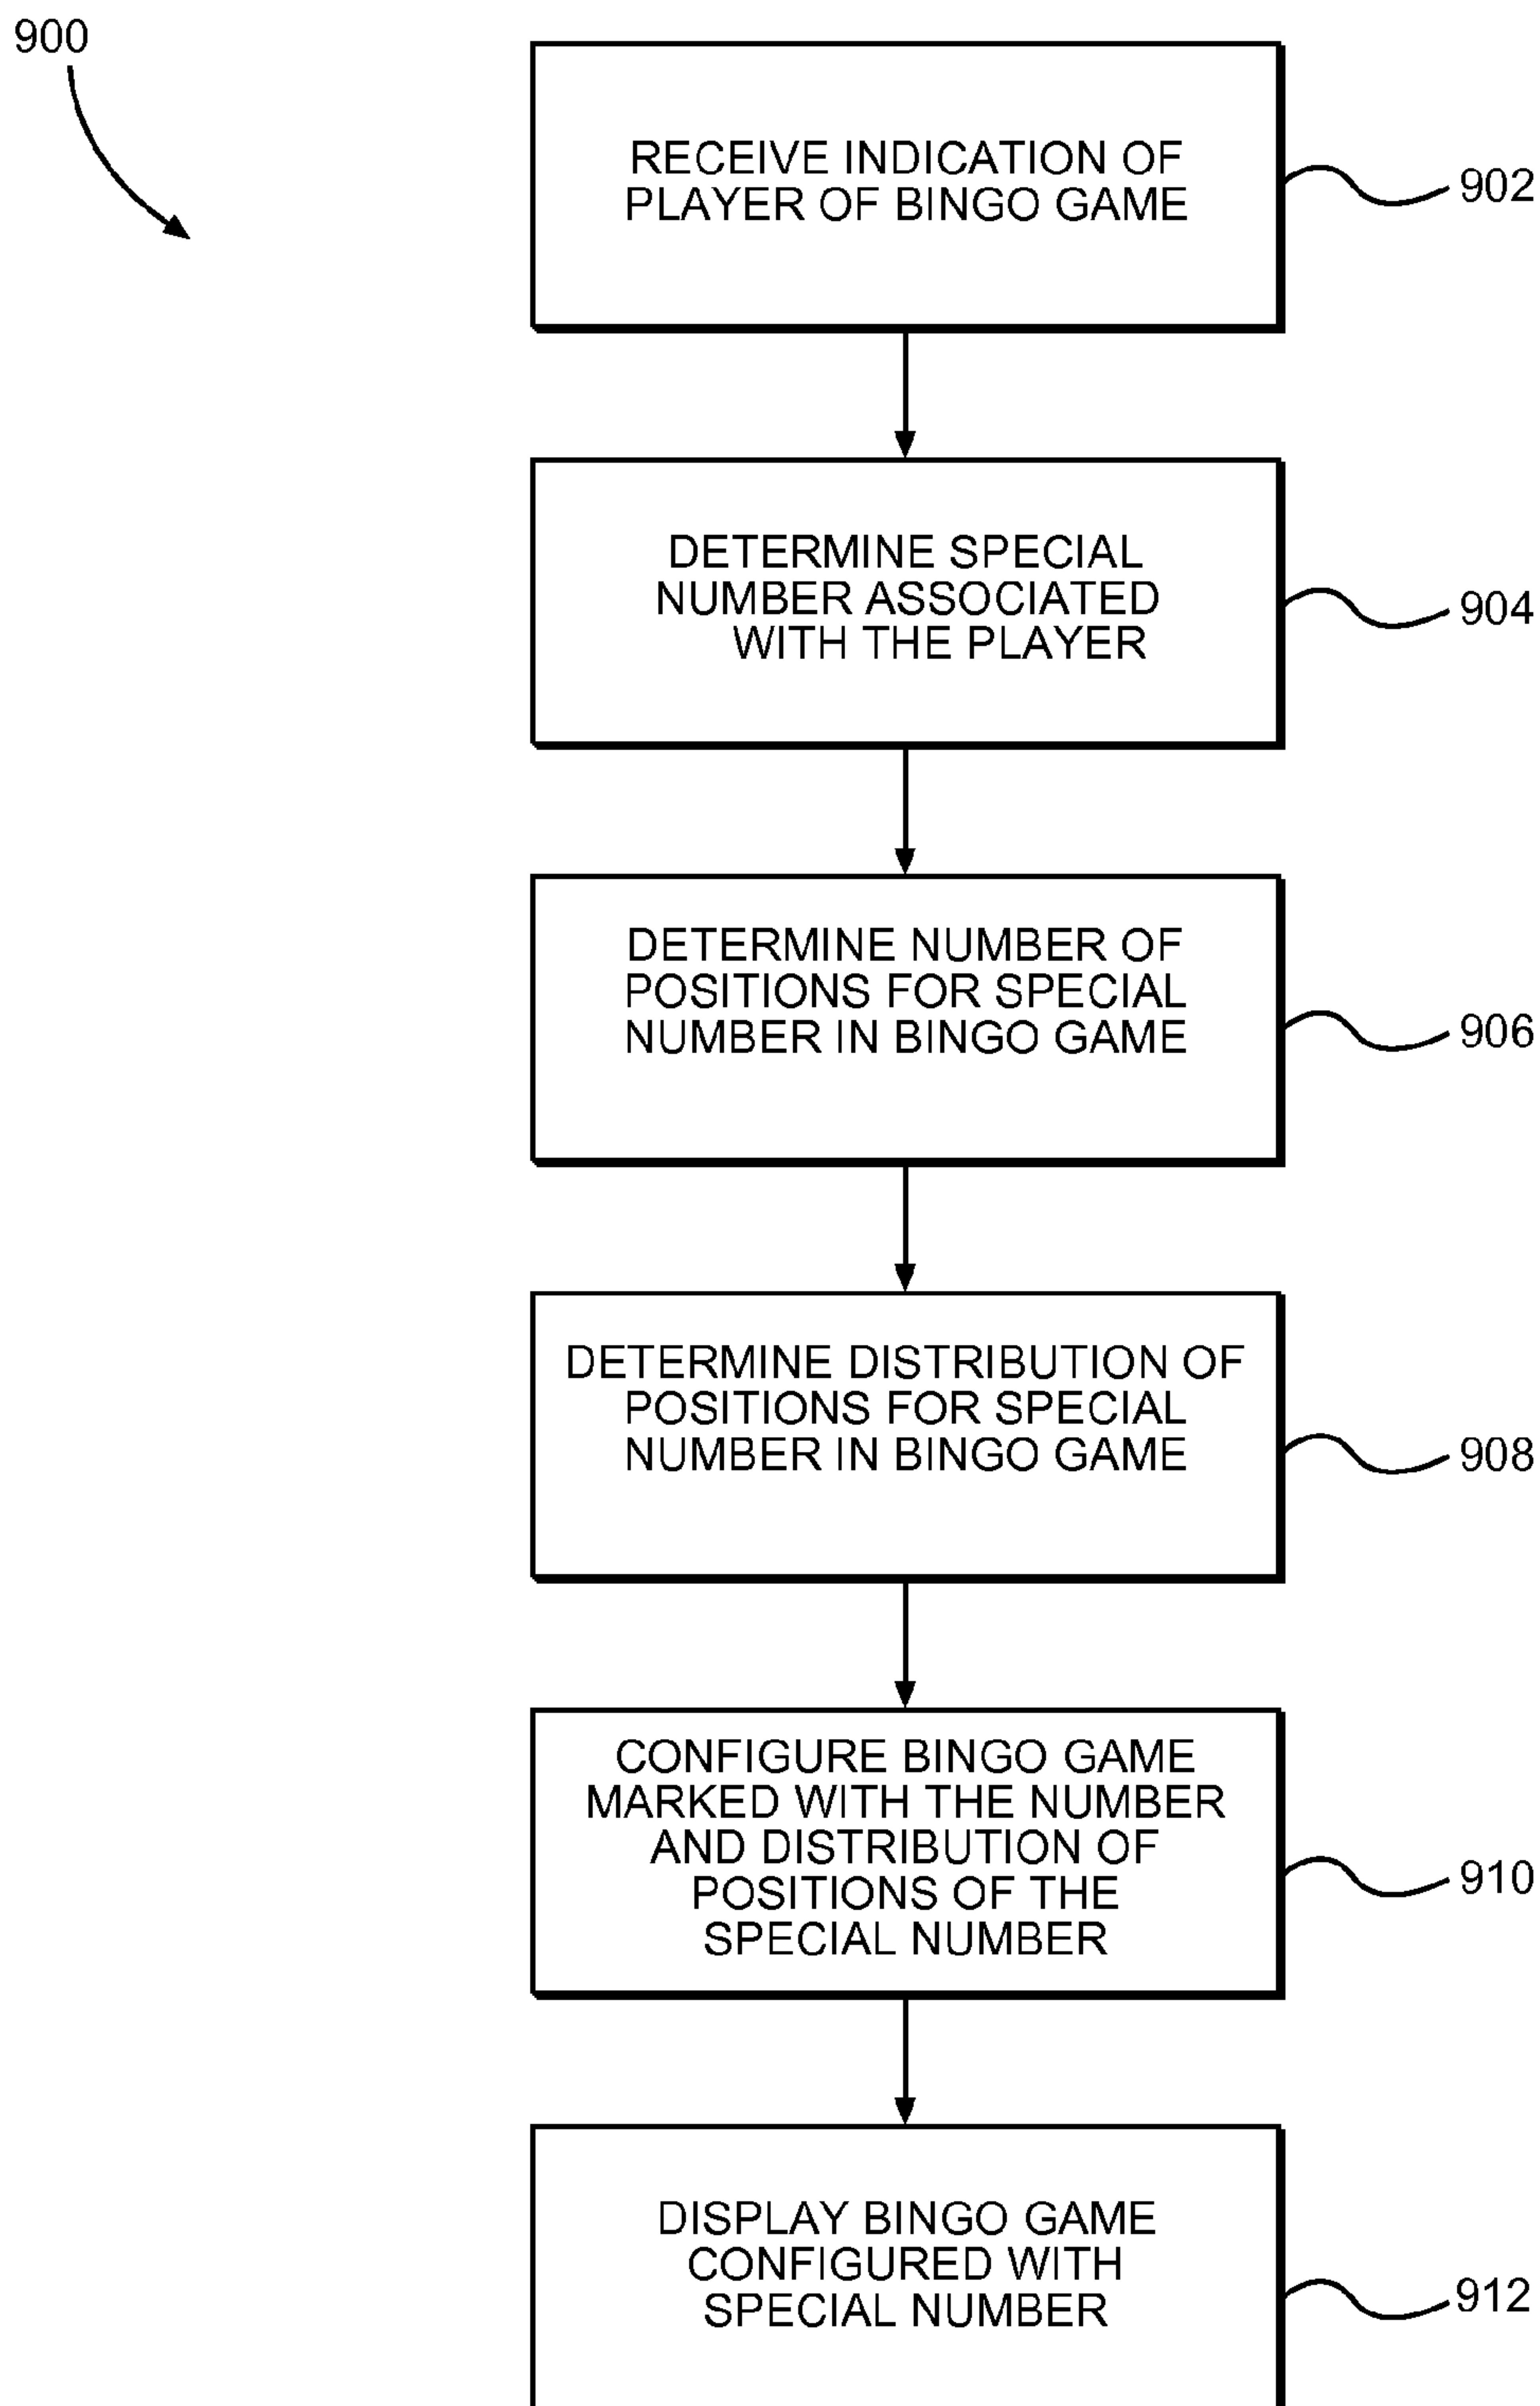 900
RECEIVE INDICATION OF
PLAYER OF BINGO GAME
902
DETERMINE SPECIAL
NUMBER ASSOCIATED
WITH THE PLAYER
904
DETERMINE NUMBER OF
POSITIONS FOR SPECIAL
NUMBER IN BINGO GAME
906
DETERMINE DISTRIBUTION OF
POSITIONS FOR SPECIAL
NUMBER IN BINGO GAME
908
CONFIGURE BINGO GAME
MARKED WITH THE NUMBER
AND DISTRIBUTION OF
POSITIONS OF THE
SPECIAL NUMBER
910
DISPLAY BINGO GAME
CONFIGURED WITH
SPECIAL NUMBER
912